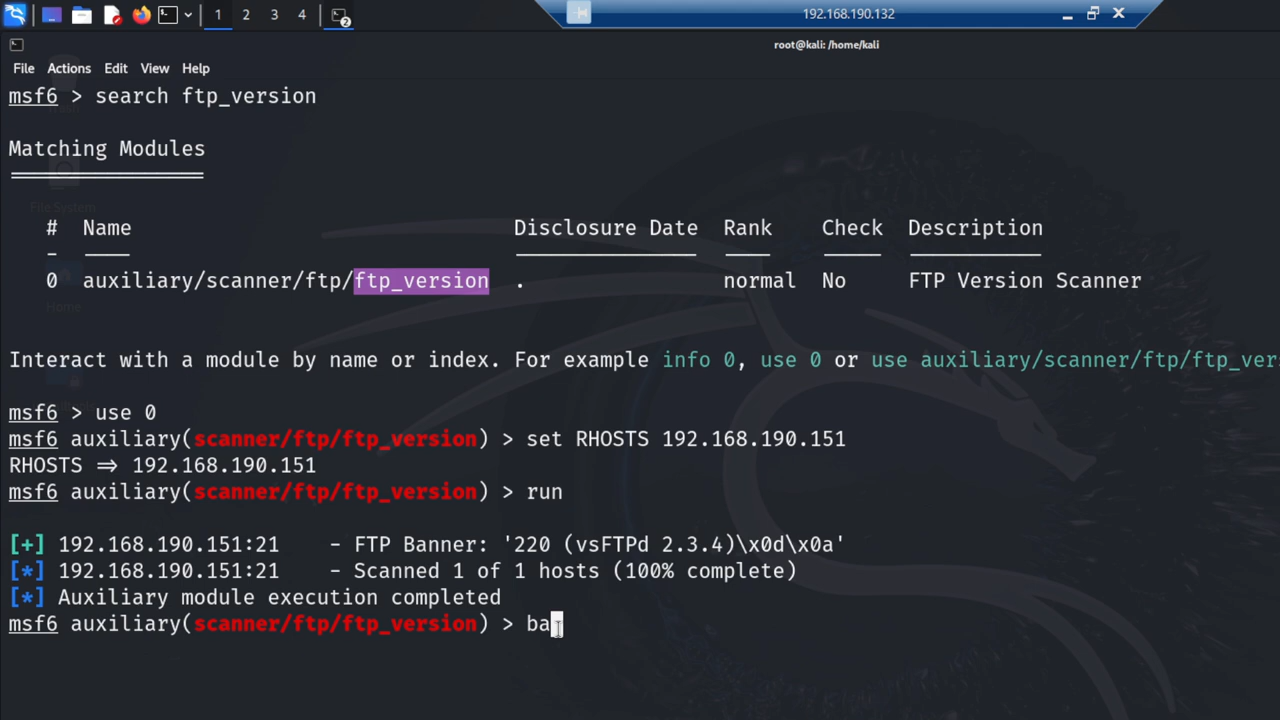 1 2 3 4 2 192.168.190.132
root@kali: /home/kali
File Actions Edit View Help
msf6 > search ftp_version
Matching Modules
# Name Disclosure Date Rank Check Description
0 auxiliary/scanner/ftp/ftp_version . normal No FTP Version Scanner
File System
Home
Interact with a module by name or index. For example info 0, use 0 or use auxiliary/scanner/ftp/ftp_ver
msf6 > use 0
msf6 auxiliary(scanner/ftp/ftp_version) > set RHOSTS 192.168.190.151
RHOSTS ⇒ 192.168.190.151
msf6 auxiliary(scanner/ftp/ftp_version) > run
[+] 192.168.190.151:21 - FTP Banner: '220 (vsFTPd 2.3.4)\x0d\x0a'
[*] 192.168.190.151:21 - Scanned 1 of 1 hosts (100% complete)
[*] Auxiliary module execution completed
msf6 auxiliary(scanner/ftp/ftp_version) > ba